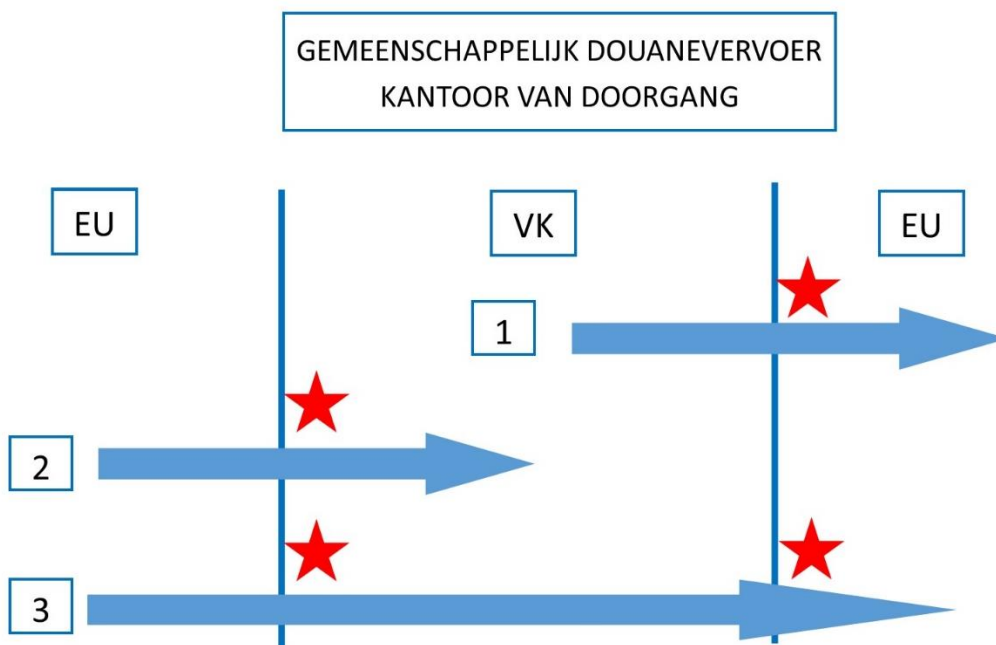 GEMEENSCHAPPELIJK DOUANEVERVOER
KANTOOR VAN DOORGANG
EU
VK
EU
1
2
3